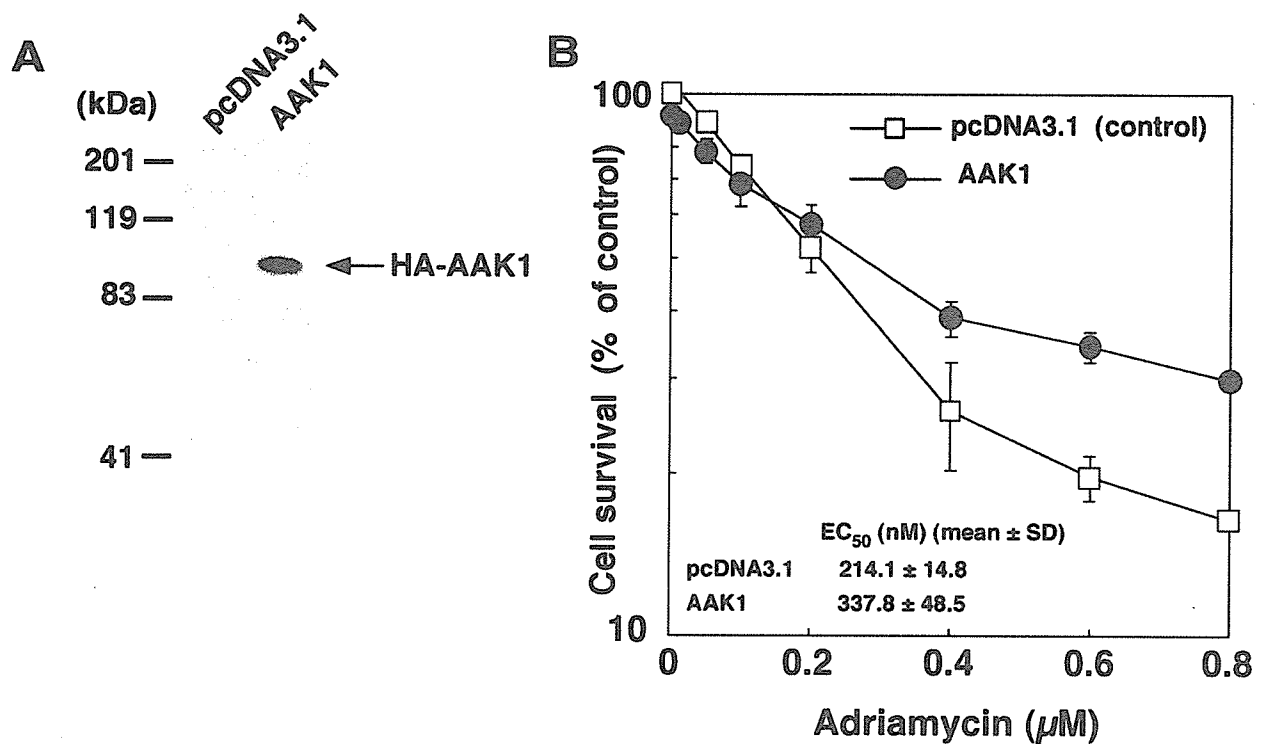 A
(kDa)
pcDNA3.1
AAK1
201
119
83
41
HA-AAK1
B
Cell survival (% of control)
100
10
pcDNA3.1 (control)
AAK1
EC50 (nM) (mean ± SD)
pcDNA3.1 214.1 ± 14.8
AAK1 337.8 ± 48.5
0 0.2 0.4 0.6 0.8
Adriamycin (μM)